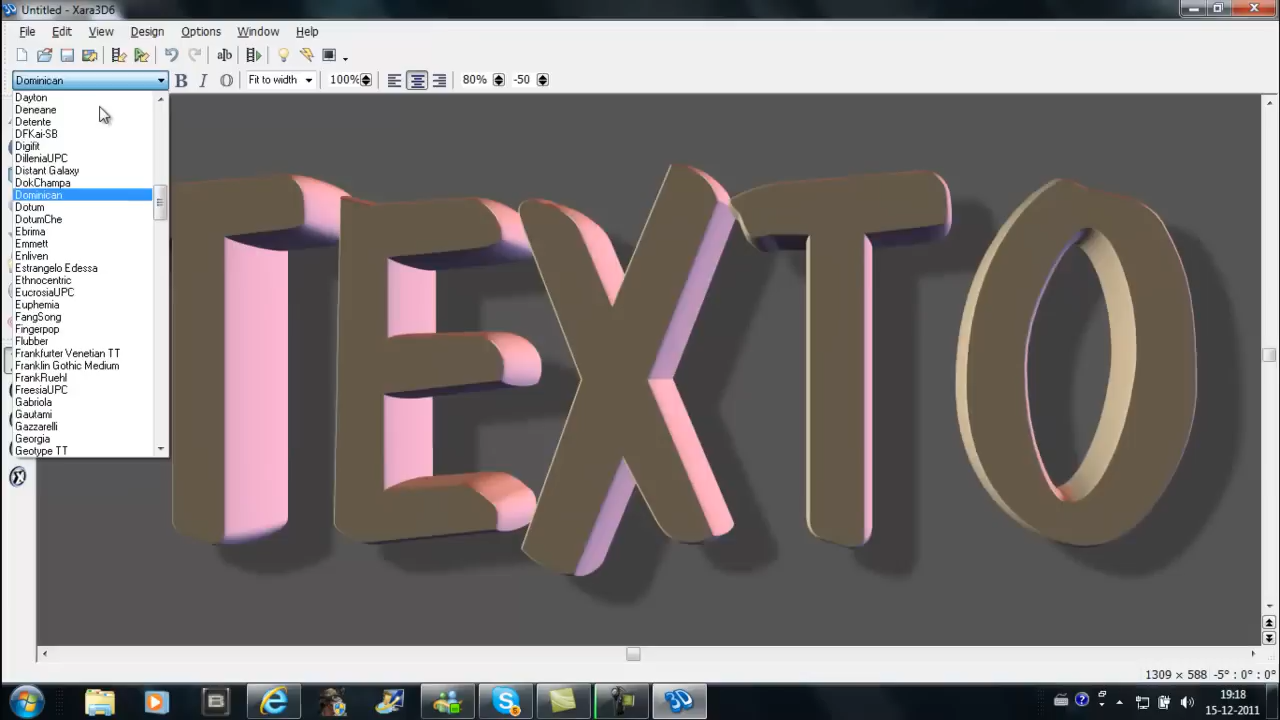 Untitled - Xara3D6
File Edit View Design Options Window Help
Dominican B I O Fit to width 100% 80% -50
Dayton
Deneane
Detente
DFKai-SB
Digifit
DilleniaUPC
Distant Galaxy
DokChampa
Dominican
Dotum
DotumChe
Ebrima
Emmett
Enliven
Estrangelo Edessa
Ethnocentric
EucrosiaUPC
Euphemia
FangSong
Fingerpop
Flubber
Frankfurter Venetian TT
Franklin Gothic Medium
FrankRuehl
FreesiaUPC
Gabriola
Gautami
Gazzarelli
Georgia
Geotype TT
TEXTO
1309 × 588 -5° : 0° : 0°
19:18
15-12-2011